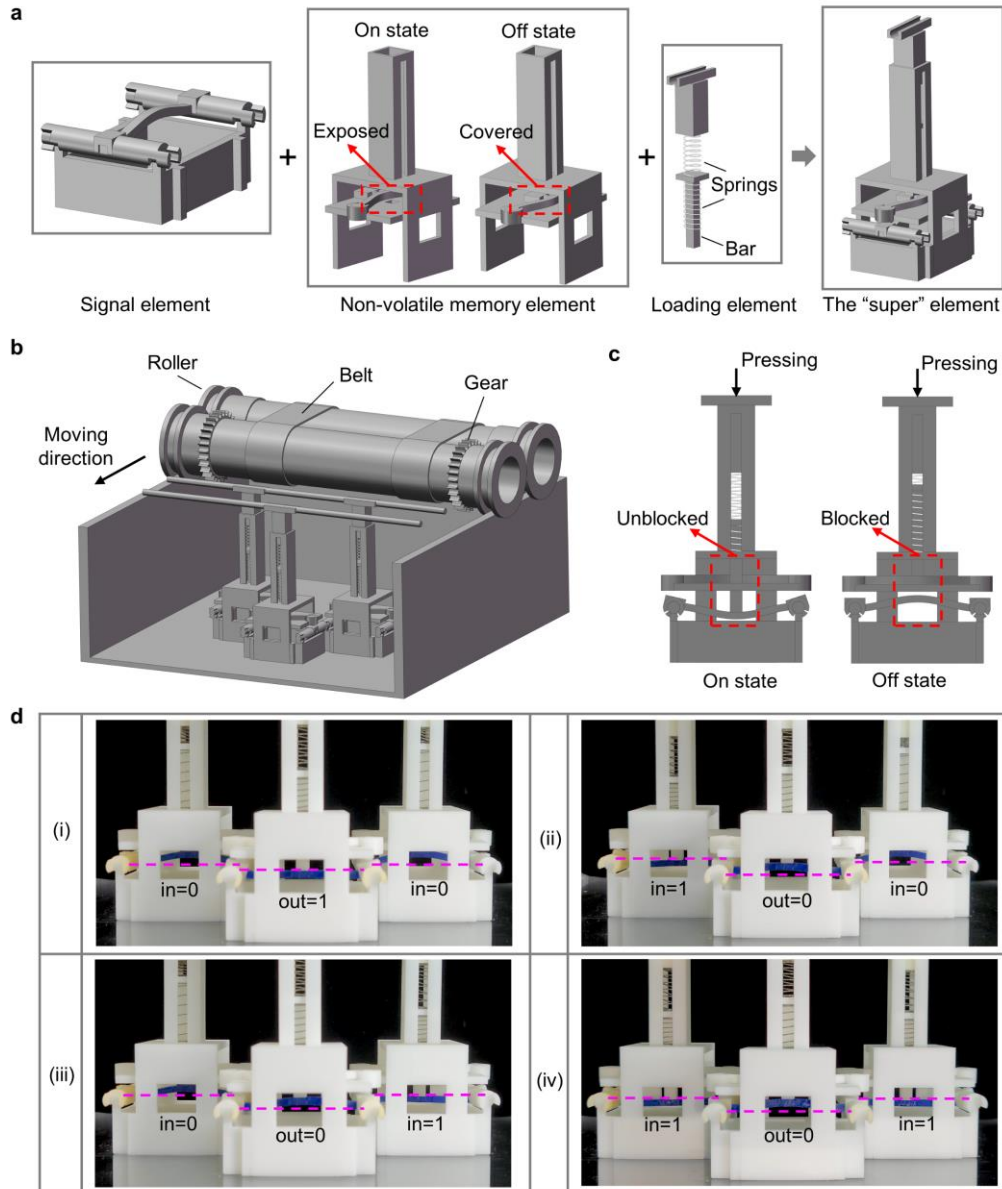 a
On state
Off state
Exposed
Covered
Springs
Bar
Signal element
Non-volatile memory element
Loading element
The “super” element
b
Roller
Belt
Gear
Moving
direction
c
Pressing
Pressing
Unblocked
Blocked
On state
Off state
d
(i)
in=0
out=1
in=0
(ii)
in=1
out=0
in=0
(iii)
in=0
out=0
in=1
(iv)
in=1
out=0
in=1